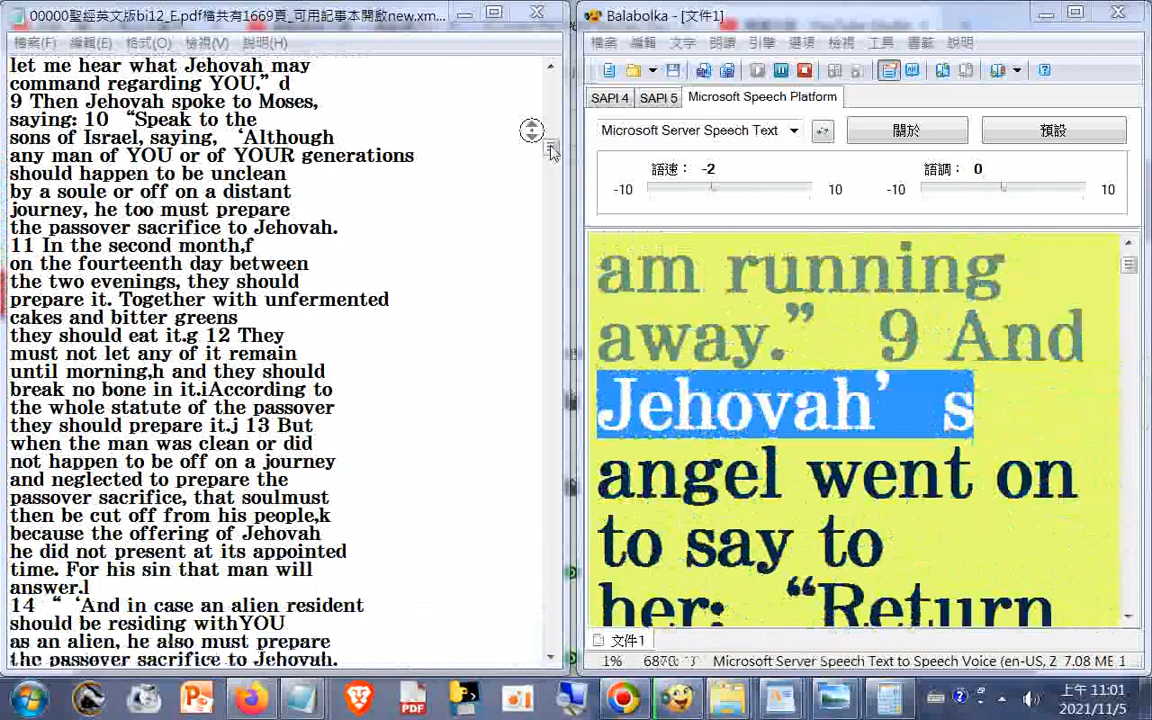 00000聖經英文版bi12_E.pdf檔共有1669頁_可用記事本開啟new.xm...
檔案(F) 編輯(E) 格式(O) 檢視(V) 說明(H)
let me hear what Jehovah may
command regarding YOU.” d
9 Then Jehovah spoke to Moses,
saying: 10 “Speak to the
sons of Israel, saying, ‘Although
any man of YOU or of YOUR generations
should happen to be unclean
by a soule or off on a distant
journey, he too must prepare
the passover sacrifice to Jehovah.
11 In the second month,f
on the fourteenth day between
the two evenings, they should
prepare it. Together with unfermented
cakes and bitter greens
they should eat it.g 12 They
must not let any of it remain
until morning,h and they should
break no bone in it.iAccording to
the whole statute of the passover
they should prepare it.j 13 But
when the man was clean or did
not happen to be off on a journey
and neglected to prepare the
passover sacrifice, that soulmust
then be cut off from his people,k
because the offering of Jehovah
he did not present at its appointed
time. For his sin that man will
answer.l
14 “ ‘And in case an alien resident
should be residing withYOU
as an alien, he also must prepare
the passover sacrifice to Jehovah.
Balabolka - [文件1]
檔案 編輯 文字 朗讀 引擎 選項 檢視 工具 書籤 說明
SAPI 4 SAPI 5 Microsoft Speech Platform
Microsoft Server Speech Text 關於 預設
語速： -2 語調： 0
-10 10 -10 10
am running
away.” 9 And
Jehovah’ s
angel went on
to say to
her: “Return
文件1
1% Microsoft Server Speech Text to Speech Voice (en-US, Z 7.08 ME 1
PDF
上午 11:01
2021/11/5